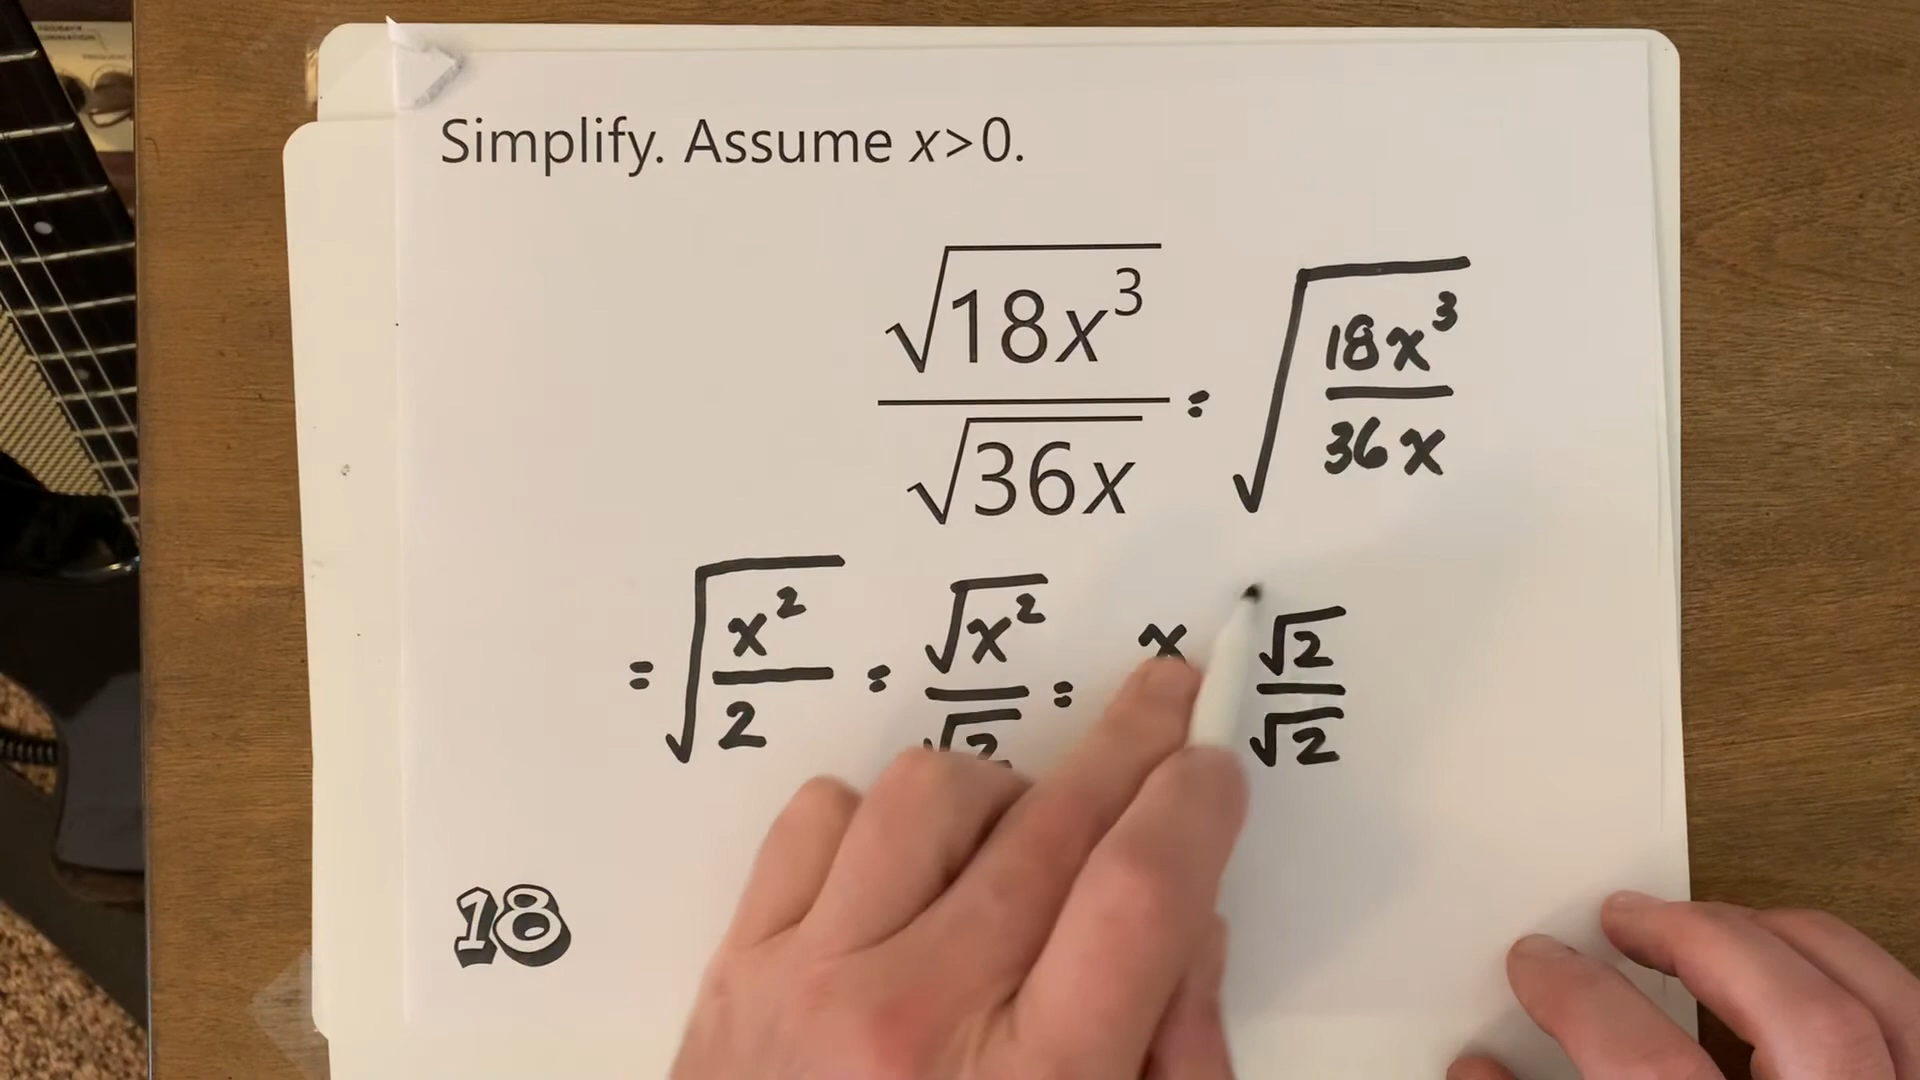 Simplify. Assume x>0.
√18x³ / √36x = √(18x³ / 36x)
= √(x² / 2) = √x² / √2 = x √2 / √2
18